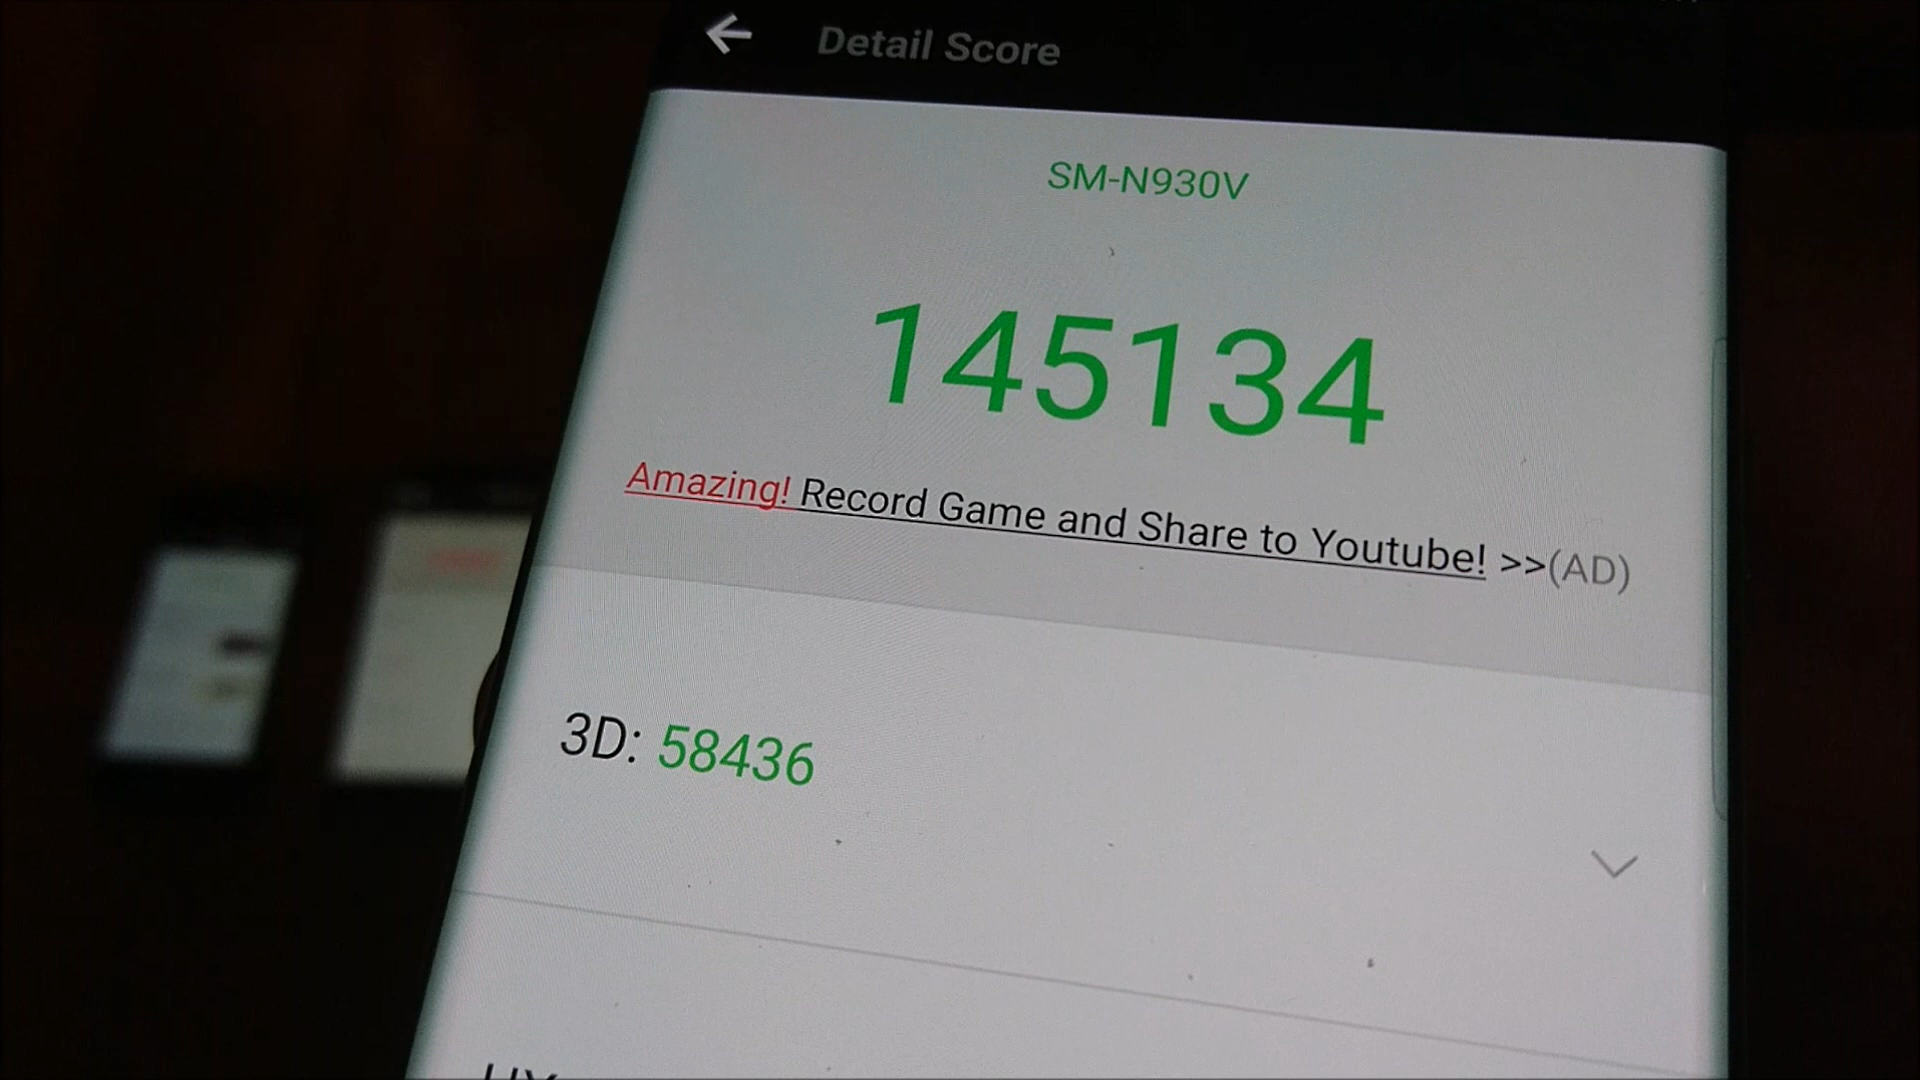 Detail Score
SM-N930V
145134
Amazing! Record Game and Share to Youtube! >>(AD)
3D: 58436